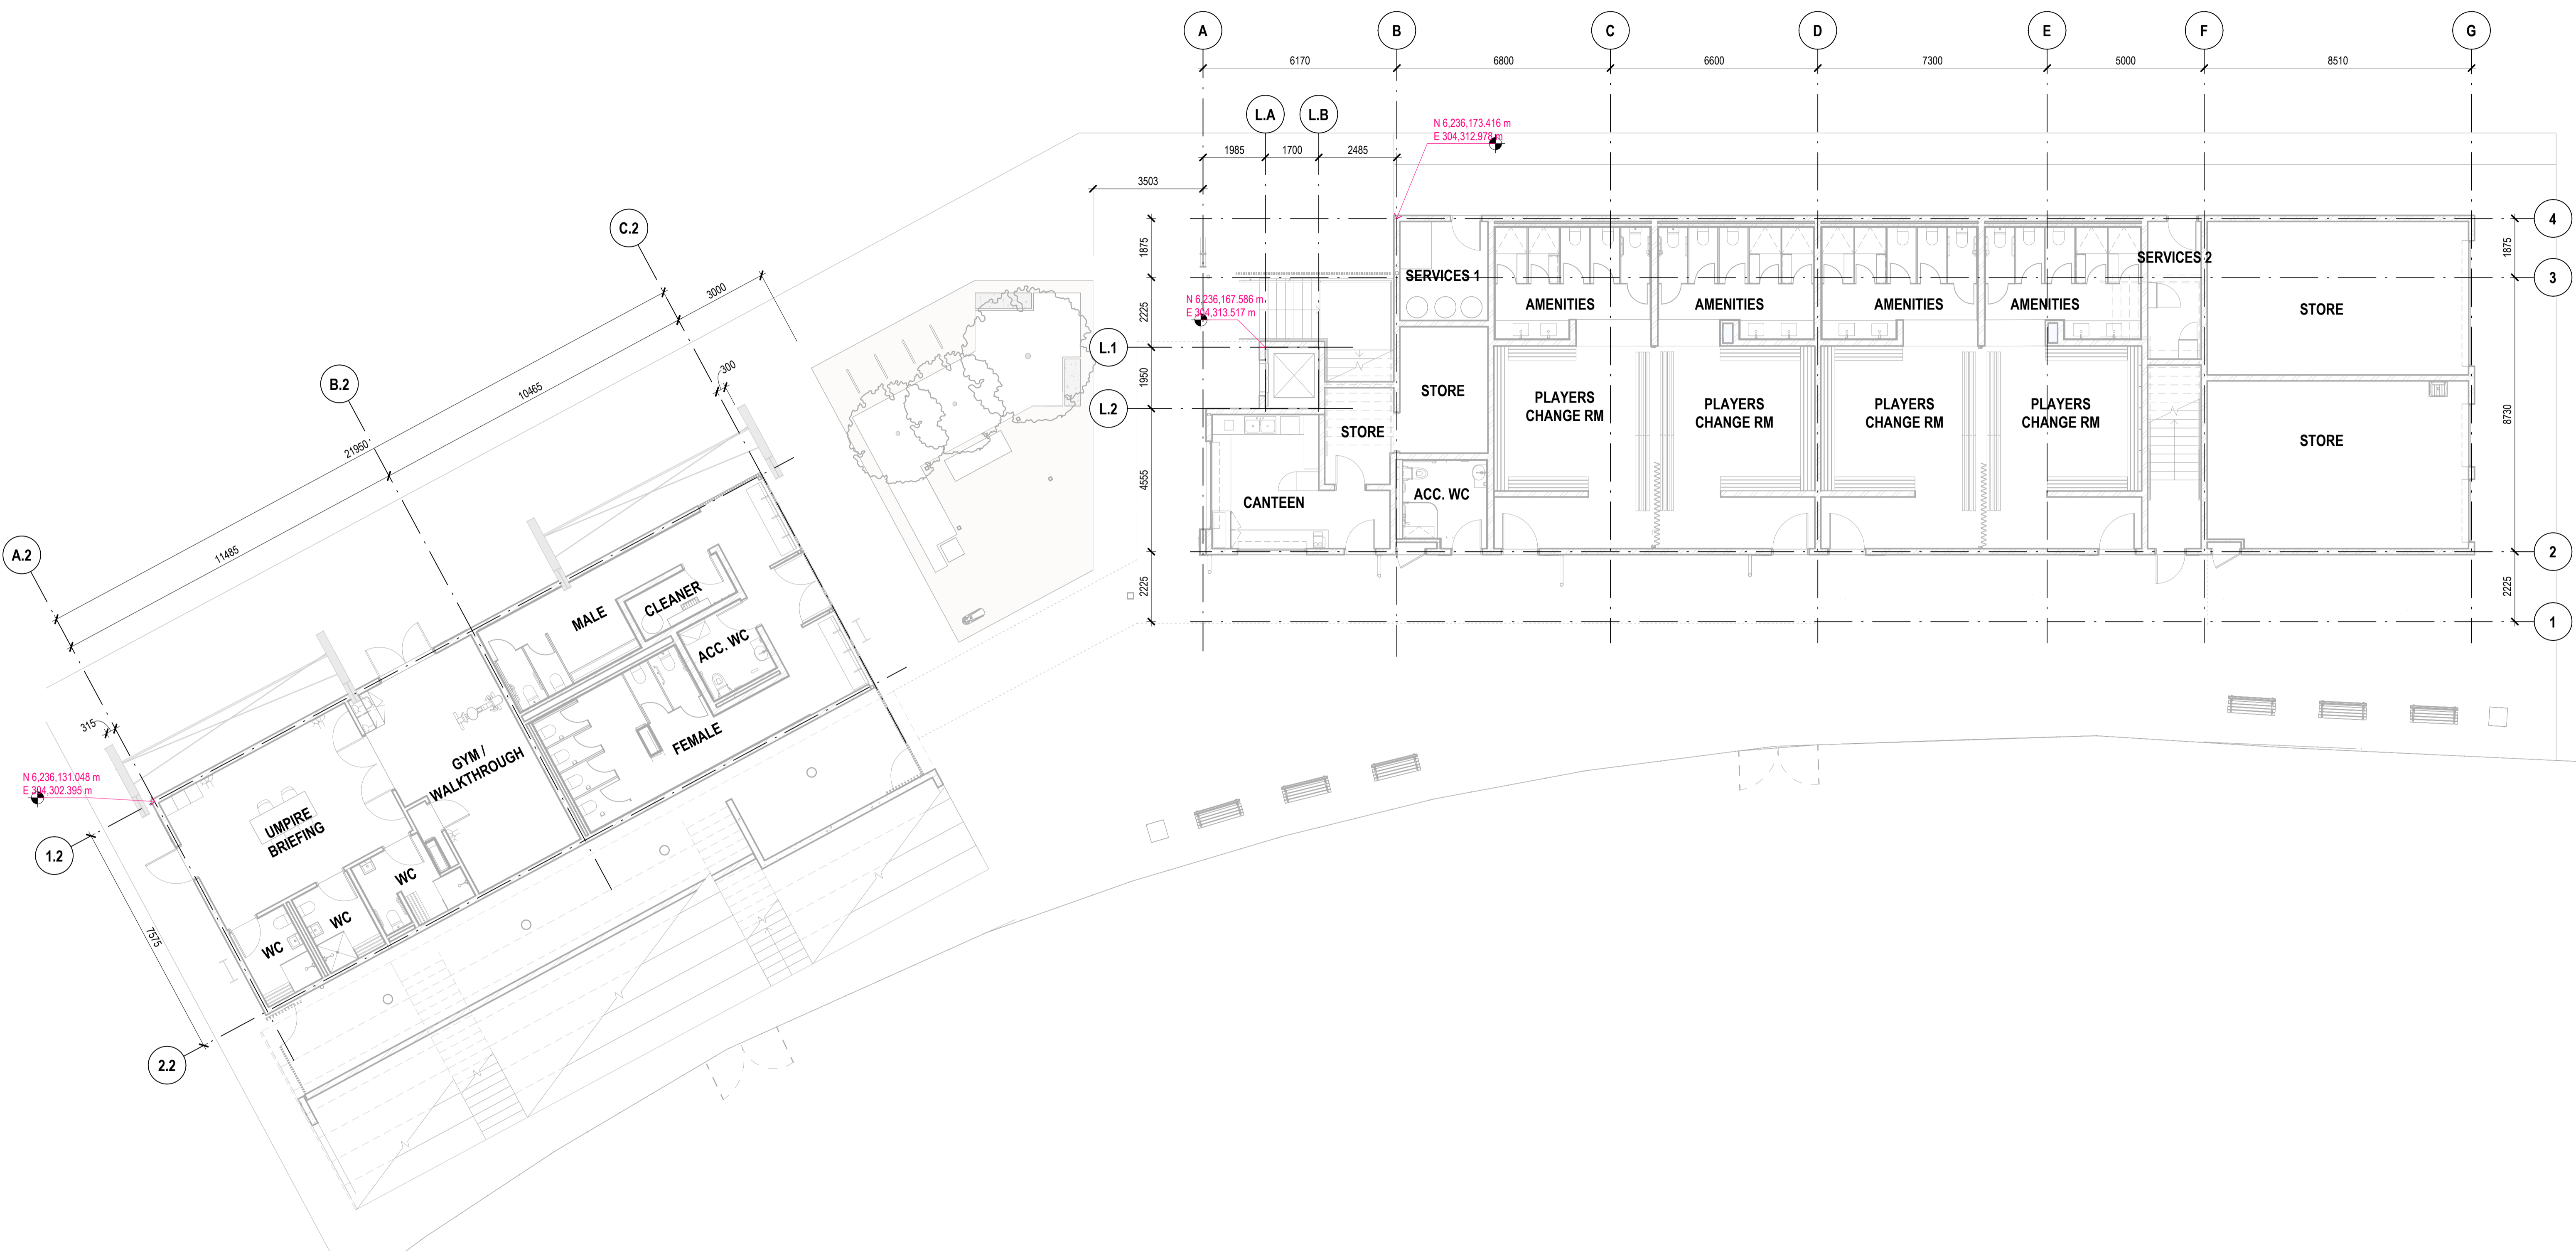 A
B
C
D
E
F
G
6170
6800
6600
7300
5000
8510
L.A
L.B
N 6,236,173.416 m
E 304,312.978 m
1985
1700
2485
3503
C.2
4
1875
1875
SERVICES 1
SERVICES 2
3
3000
N 6,236,167.586 m
E 304,313.517 m
2225
AMENITIES
AMENITIES
AMENITIES
AMENITIES
STORE
L.1
300
B.2
10465
1950
STORE
PLAYERS
CHANGE RM
PLAYERS
CHANGE RM
PLAYERS
CHANGE RM
PLAYERS
CHANGE RM
8730
L.2
STORE
STORE
21950
4555
ACC. WC
CANTEEN
A.2
11485
2
2225
2225
CLEANER
MALE
1
ACC. WC
315
FEMALE
GYM /
WALKTHROUGH
N 6,236,131.048 m
E 304,302.395 m
UMPIRE
BRIEFING
1.2
WC
WC
WC
7575
2.2